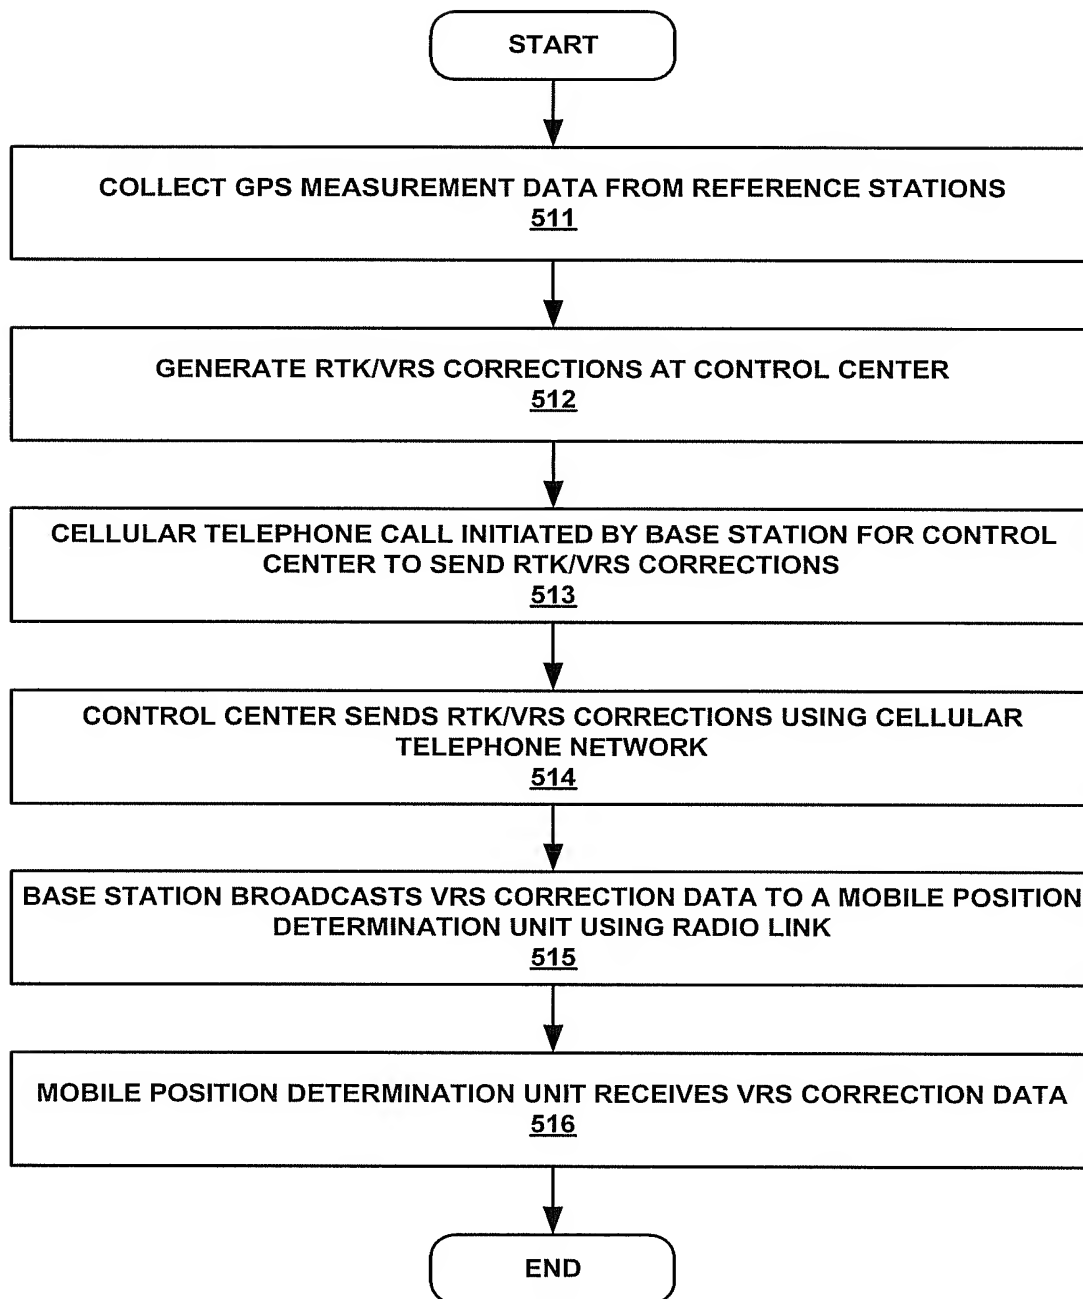 START
COLLECT GPS MEASUREMENT DATA FROM REFERENCE STATIONS
511
GENERATE RTK/VRS CORRECTIONS AT CONTROL CENTER
512
CELLULAR TELEPHONE CALL INITIATED BY BASE STATION FOR CONTROL
CENTER TO SEND RTK/VRS CORRECTIONS
513
CONTROL CENTER SENDS RTK/VRS CORRECTIONS USING CELLULAR
TELEPHONE NETWORK
514
BASE STATION BROADCASTS VRS CORRECTION DATA TO A MOBILE POSITION
DETERMINATION UNIT USING RADIO LINK
515
MOBILE POSITION DETERMINATION UNIT RECEIVES VRS CORRECTION DATA
516
END